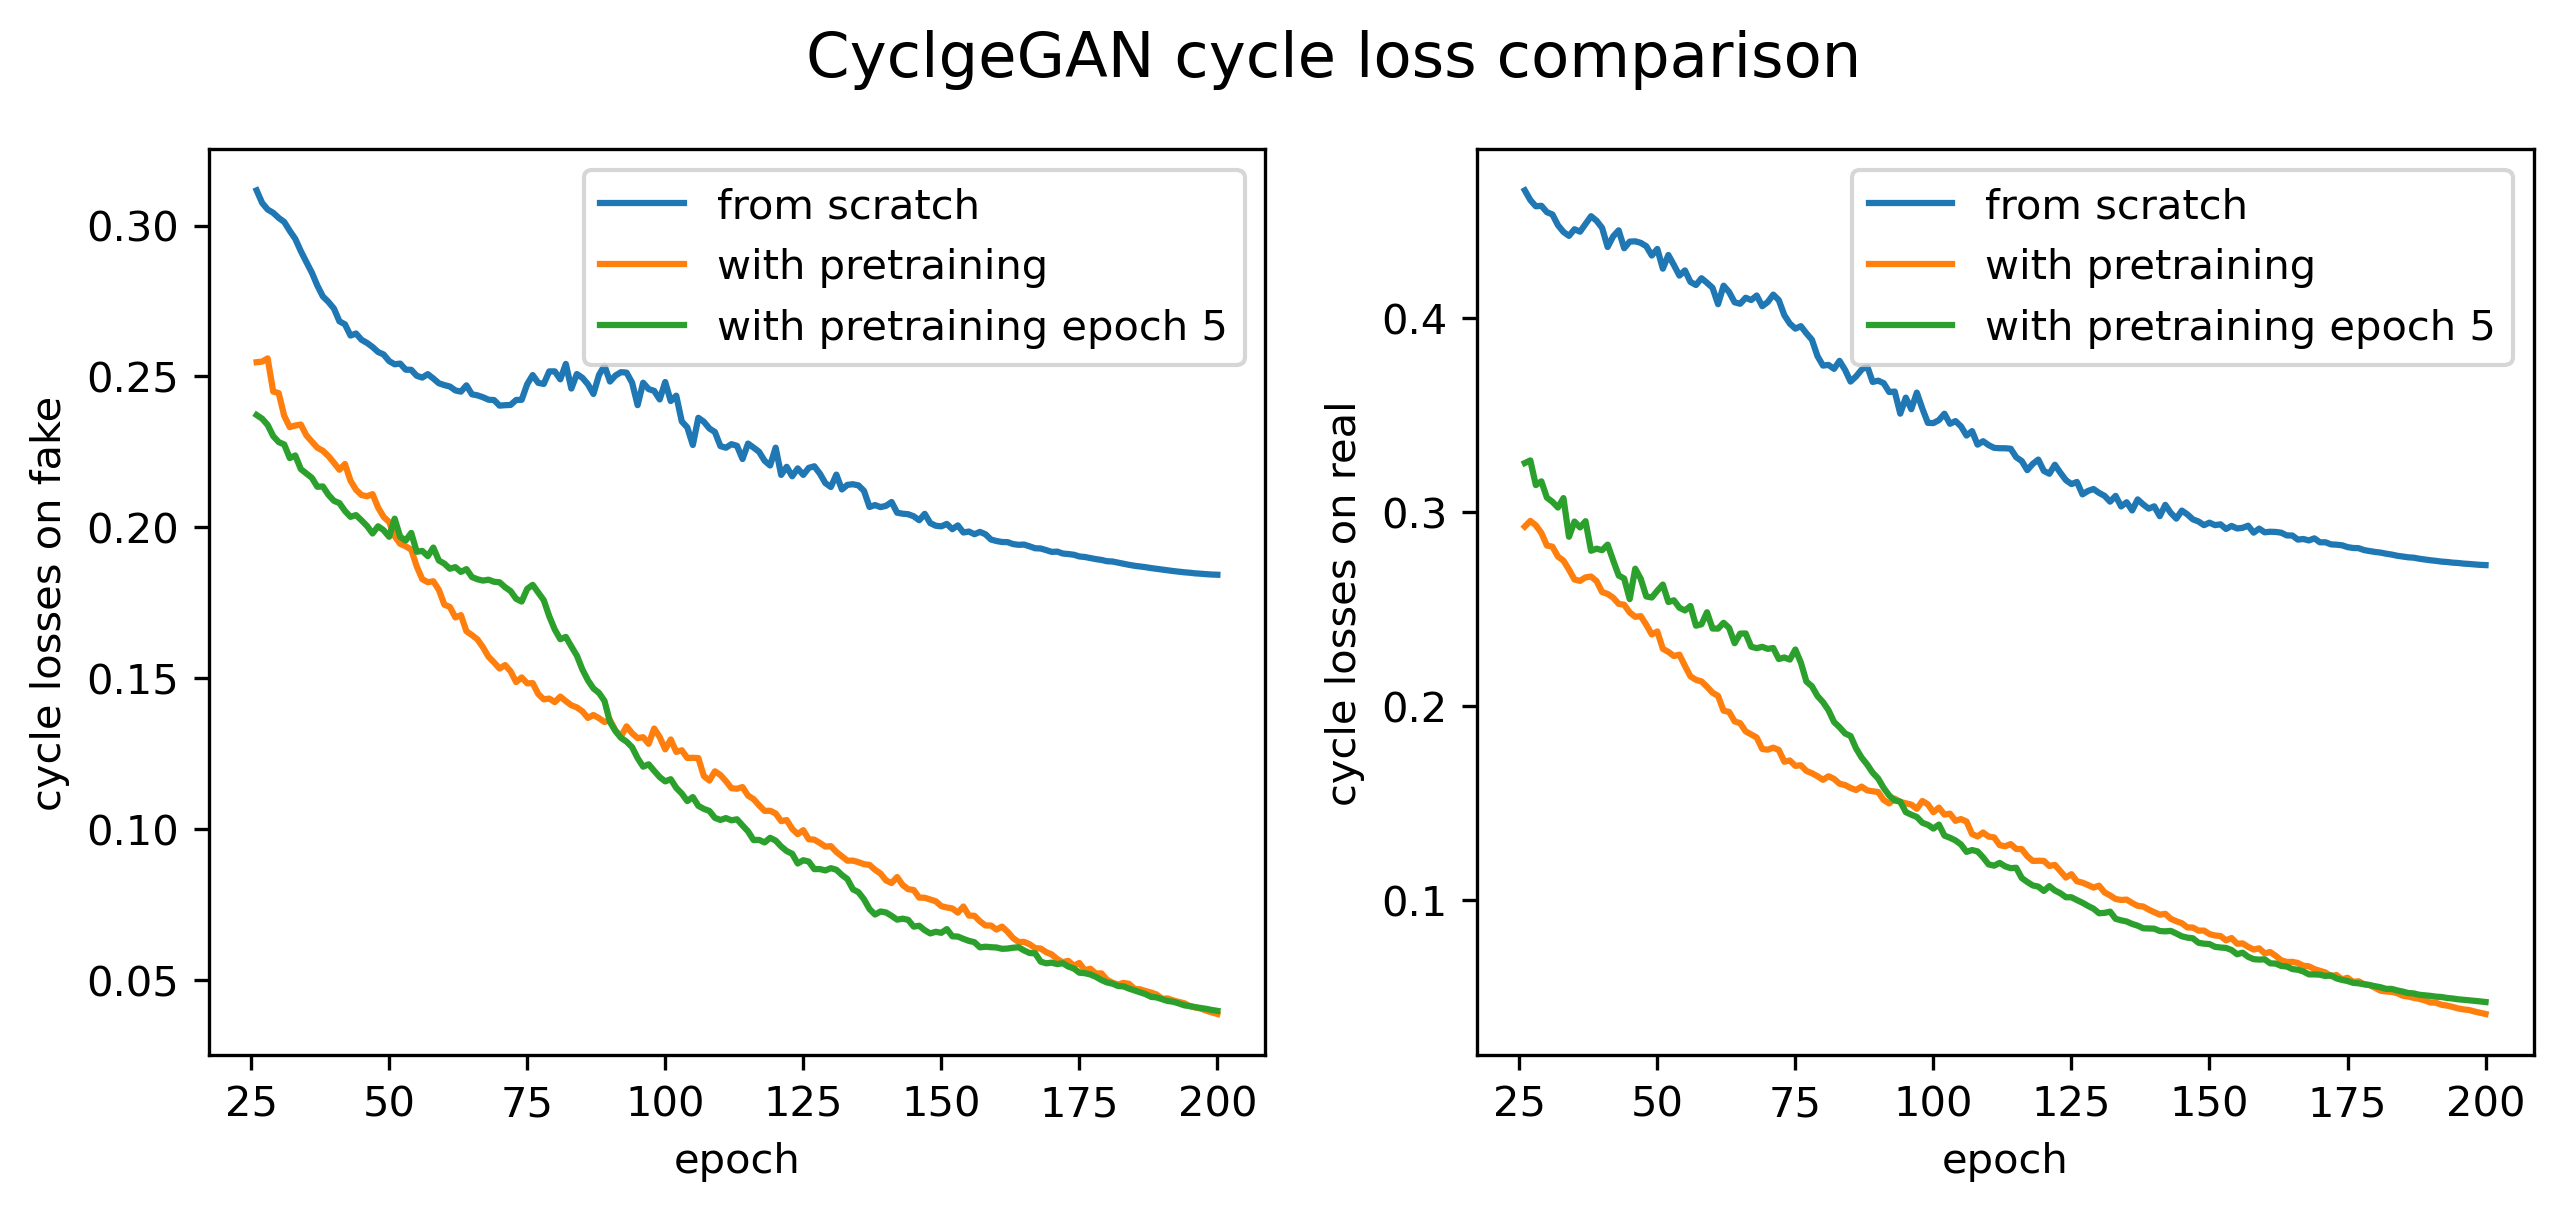 CyclgeGAN cycle loss comparison
cycle losses on fake
0.30
0.25
0.20
0.15
0.10
0.05
from scratch
with pretraining
with pretraining epoch 5
25 50 75 100 125 150 175 200
epoch
cycle losses on real
0.4
0.3
0.2
0.1
from scratch
with pretraining
with pretraining epoch 5
25 50 75 100 125 150 175 200
epoch